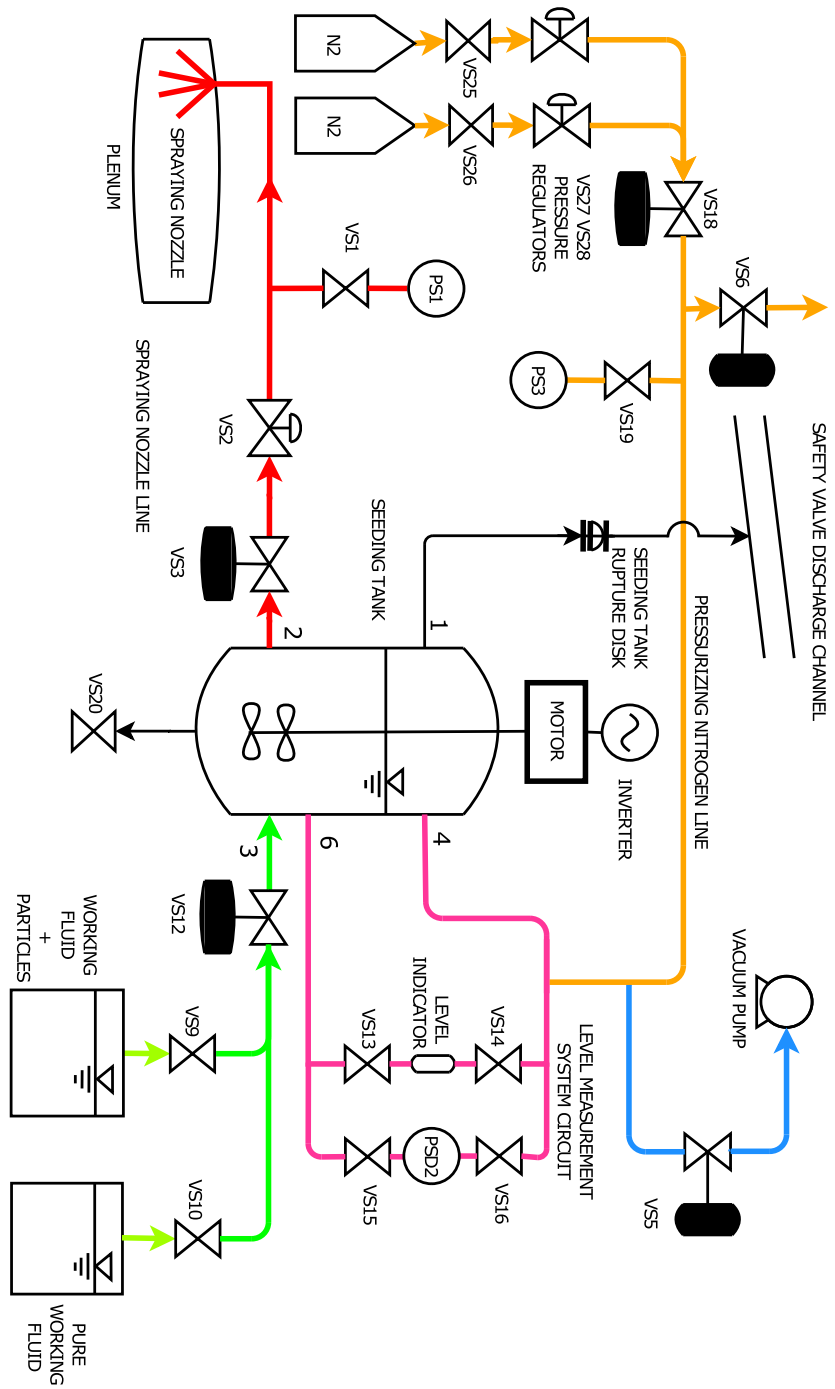 SAFETY VALVE DISCHARGE CHANNEL
VS6
VACUUM PUMP
VS18
PRESSURIZING NITROGEN LINE
VS5
VS27 VS28
PRESSURE
REGULATORS
VS19
SEEDING TANK
RUPTURE DISK
INVERTER
LEVEL MEASUREMENT
SYSTEM CIRCUIT
PS3
MOTOR
VS25
VS26
VS14
VS16
PS1
1
4
LEVEL
INDICATOR
PSD2
SEEDING TANK
N2
N2
VS1
VS13
VS15
2
6
3
VS2
VS3
VS12
VS9
VS10
SPRAYING NOZZLE
SPRAYING NOZZLE LINE
PLENUM
VS20
WORKING
FLUID
+
PARTICLES
PURE
WORKING
FLUID